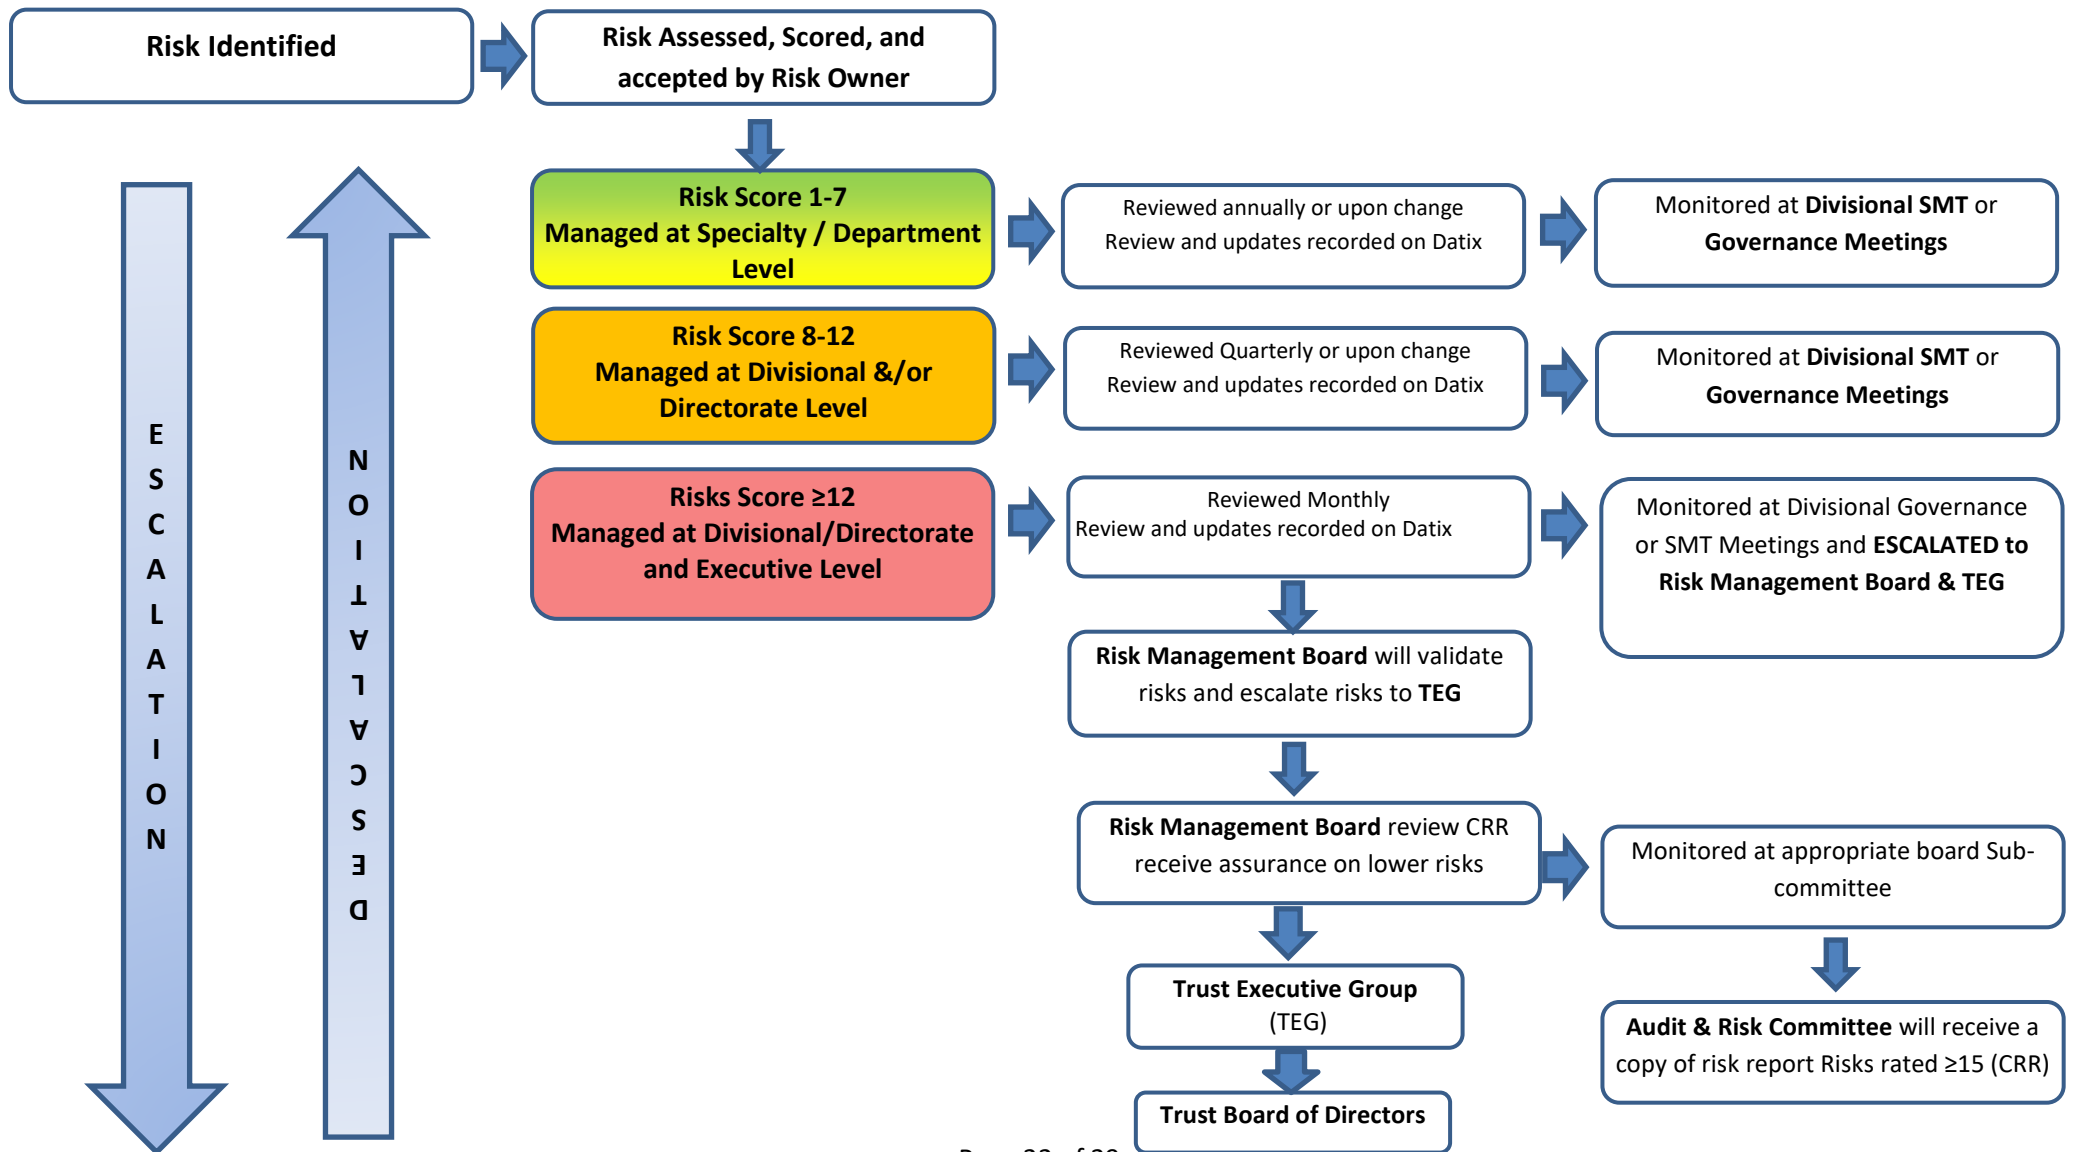 Risk Identified
Risk Assessed, Scored, and
accepted by Risk Owner
Risk Score 1-7
Managed at Specialty / Department
Level
Reviewed annually or upon change
Review and updates recorded on Datix
Monitored at Divisional SMT or
Governance Meetings
Risk Score 8-12
Managed at Divisional &/or
Directorate Level
Reviewed Quarterly or upon change
Review and updates recorded on Datix
Monitored at Divisional SMT or
Governance Meetings
Risks Score ≥12
Managed at Divisional/Directorate
and Executive Level
Reviewed Monthly
Review and updates recorded on Datix
Monitored at Divisional Governance
or SMT Meetings and ESCALATED to
Risk Management Board & TEG
ESCALATION
DESCALATION
Risk Management Board will validate
risks and escalate risks to TEG
Risk Management Board review CRR
receive assurance on lower risks
Monitored at appropriate board Sub-
committee
Trust Executive Group
(TEG)
Audit & Risk Committee will receive a
copy of risk report Risks rated ≥15 (CRR)
Trust Board of Directors